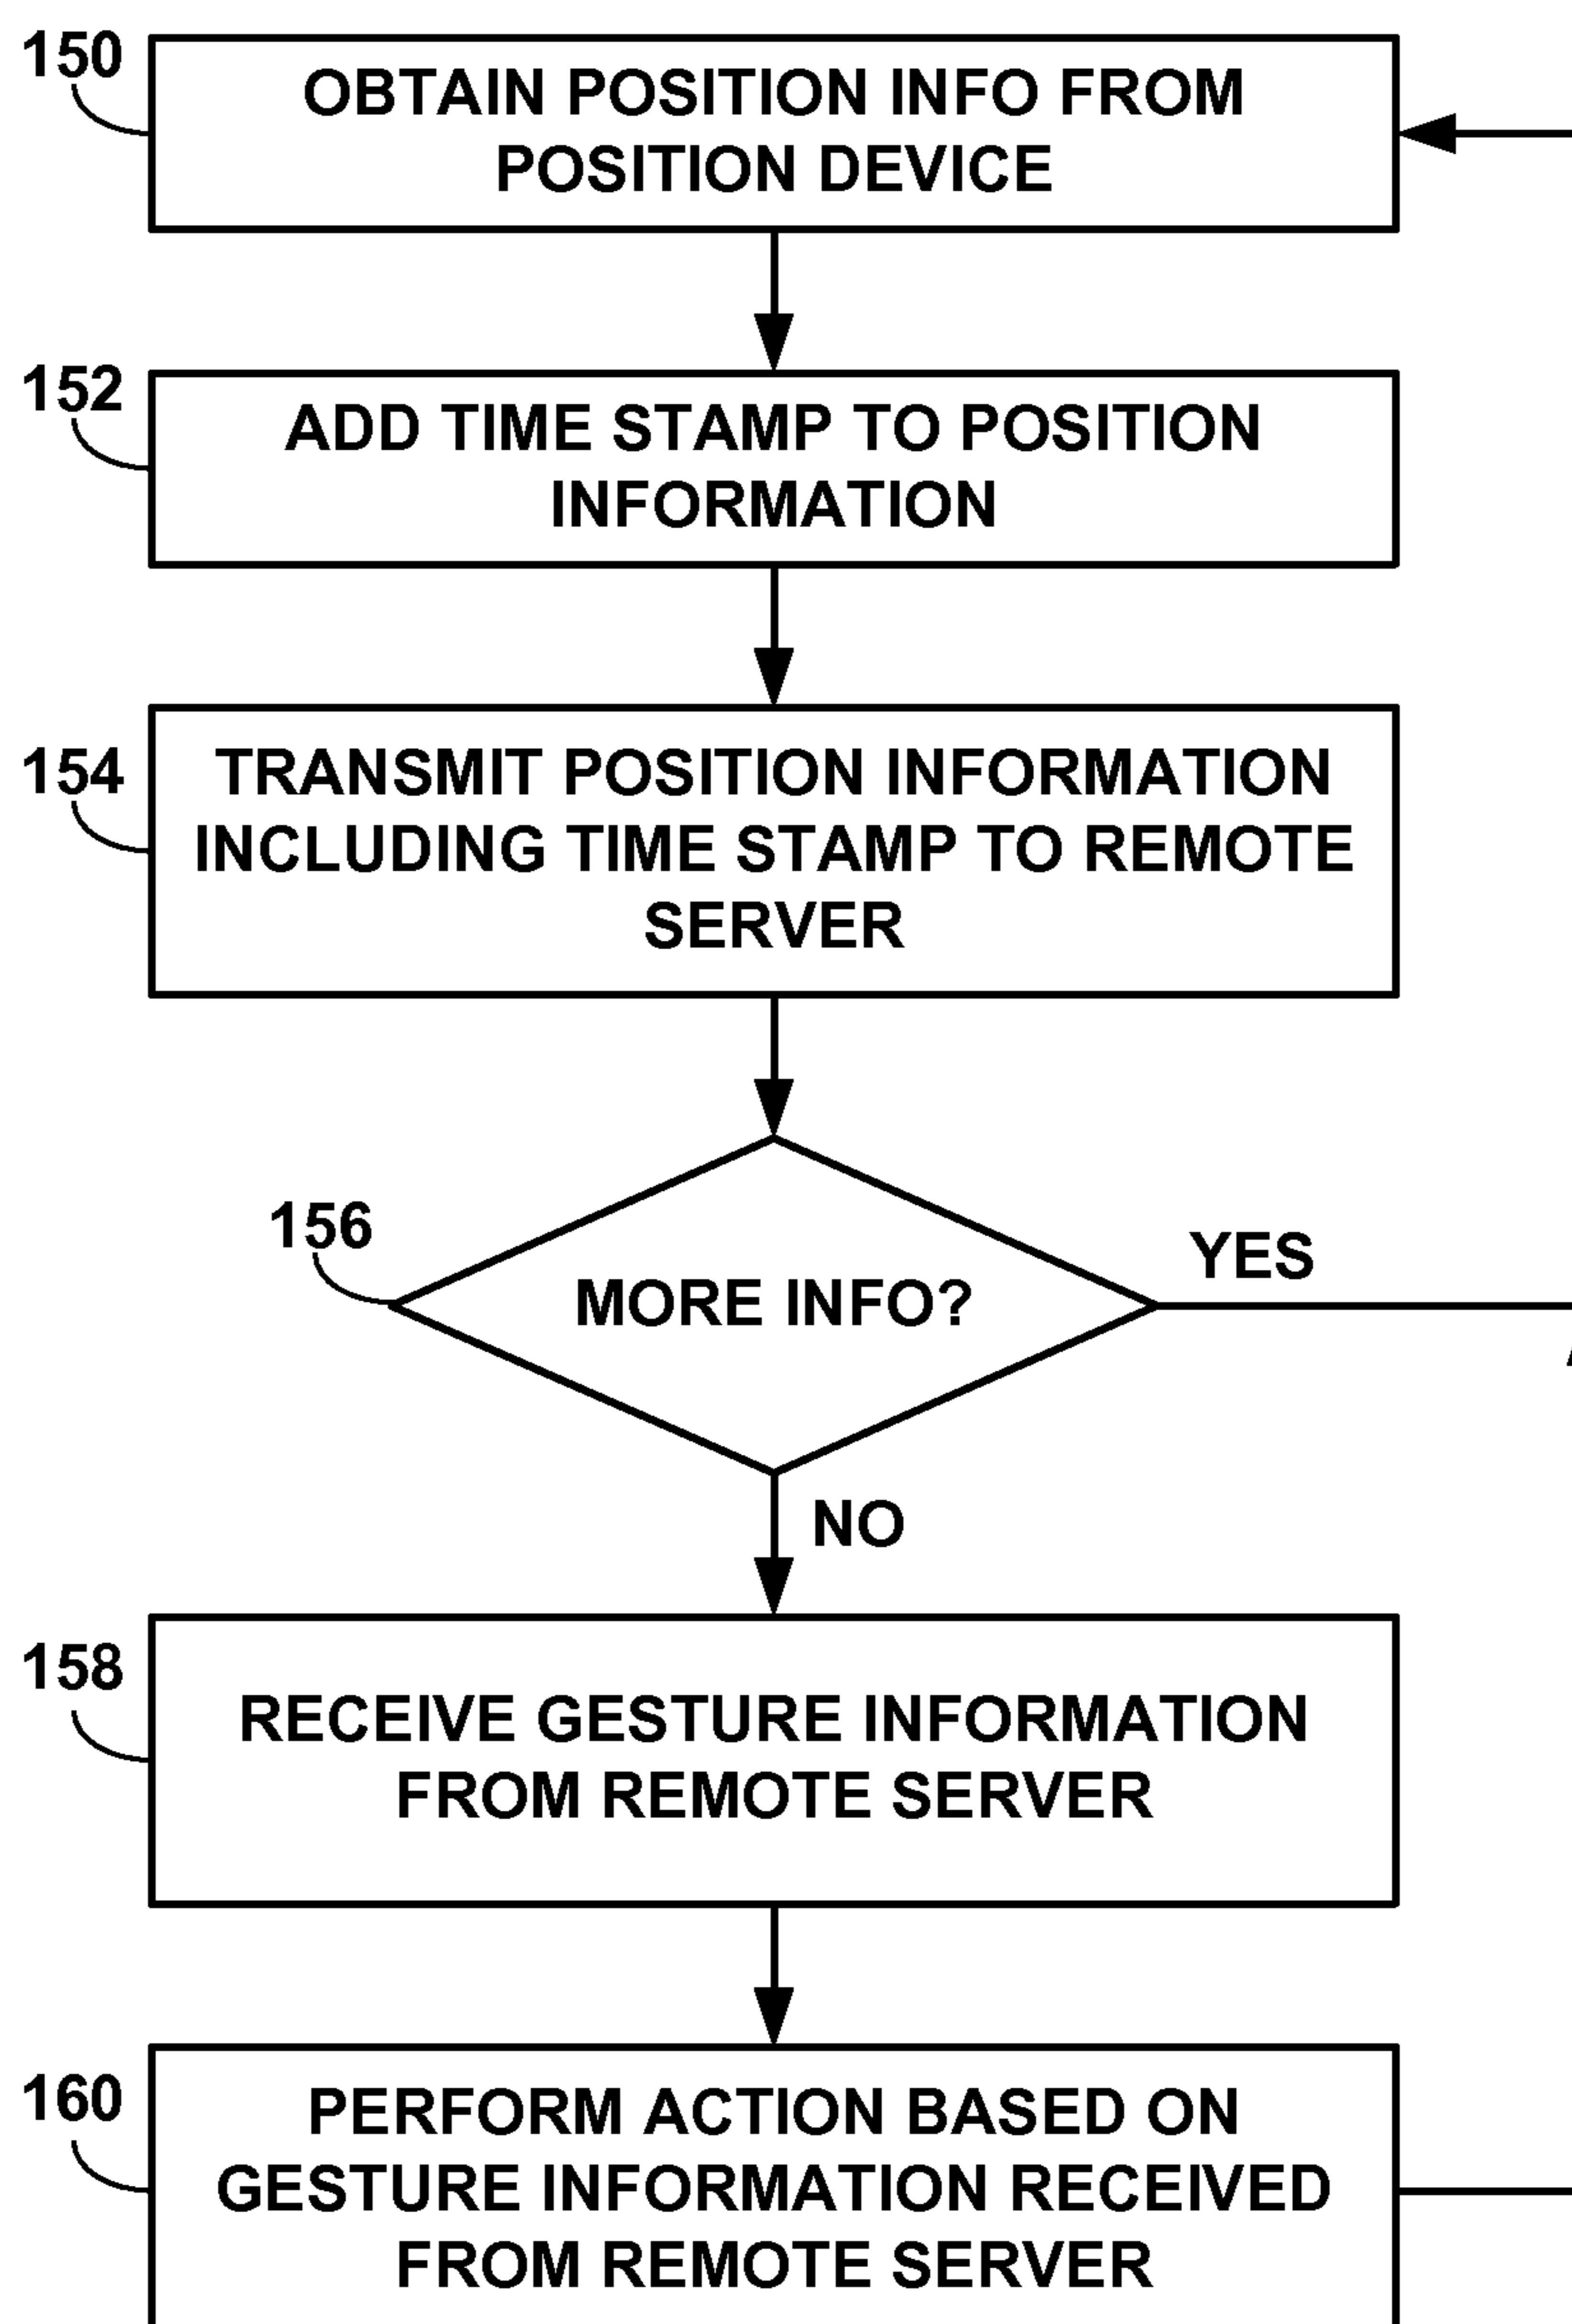 150
OBTAIN POSITION INFO FROM
POSITION DEVICE
152
ADD TIME STAMP TO POSITION
INFORMATION
154
TRANSMIT POSITION INFORMATION
INCLUDING TIME STAMP TO REMOTE
SERVER
156
MORE INFO?
YES
NO
158
RECEIVE GESTURE INFORMATION
FROM REMOTE SERVER
160
PERFORM ACTION BASED ON
GESTURE INFORMATION RECEIVED
FROM REMOTE SERVER